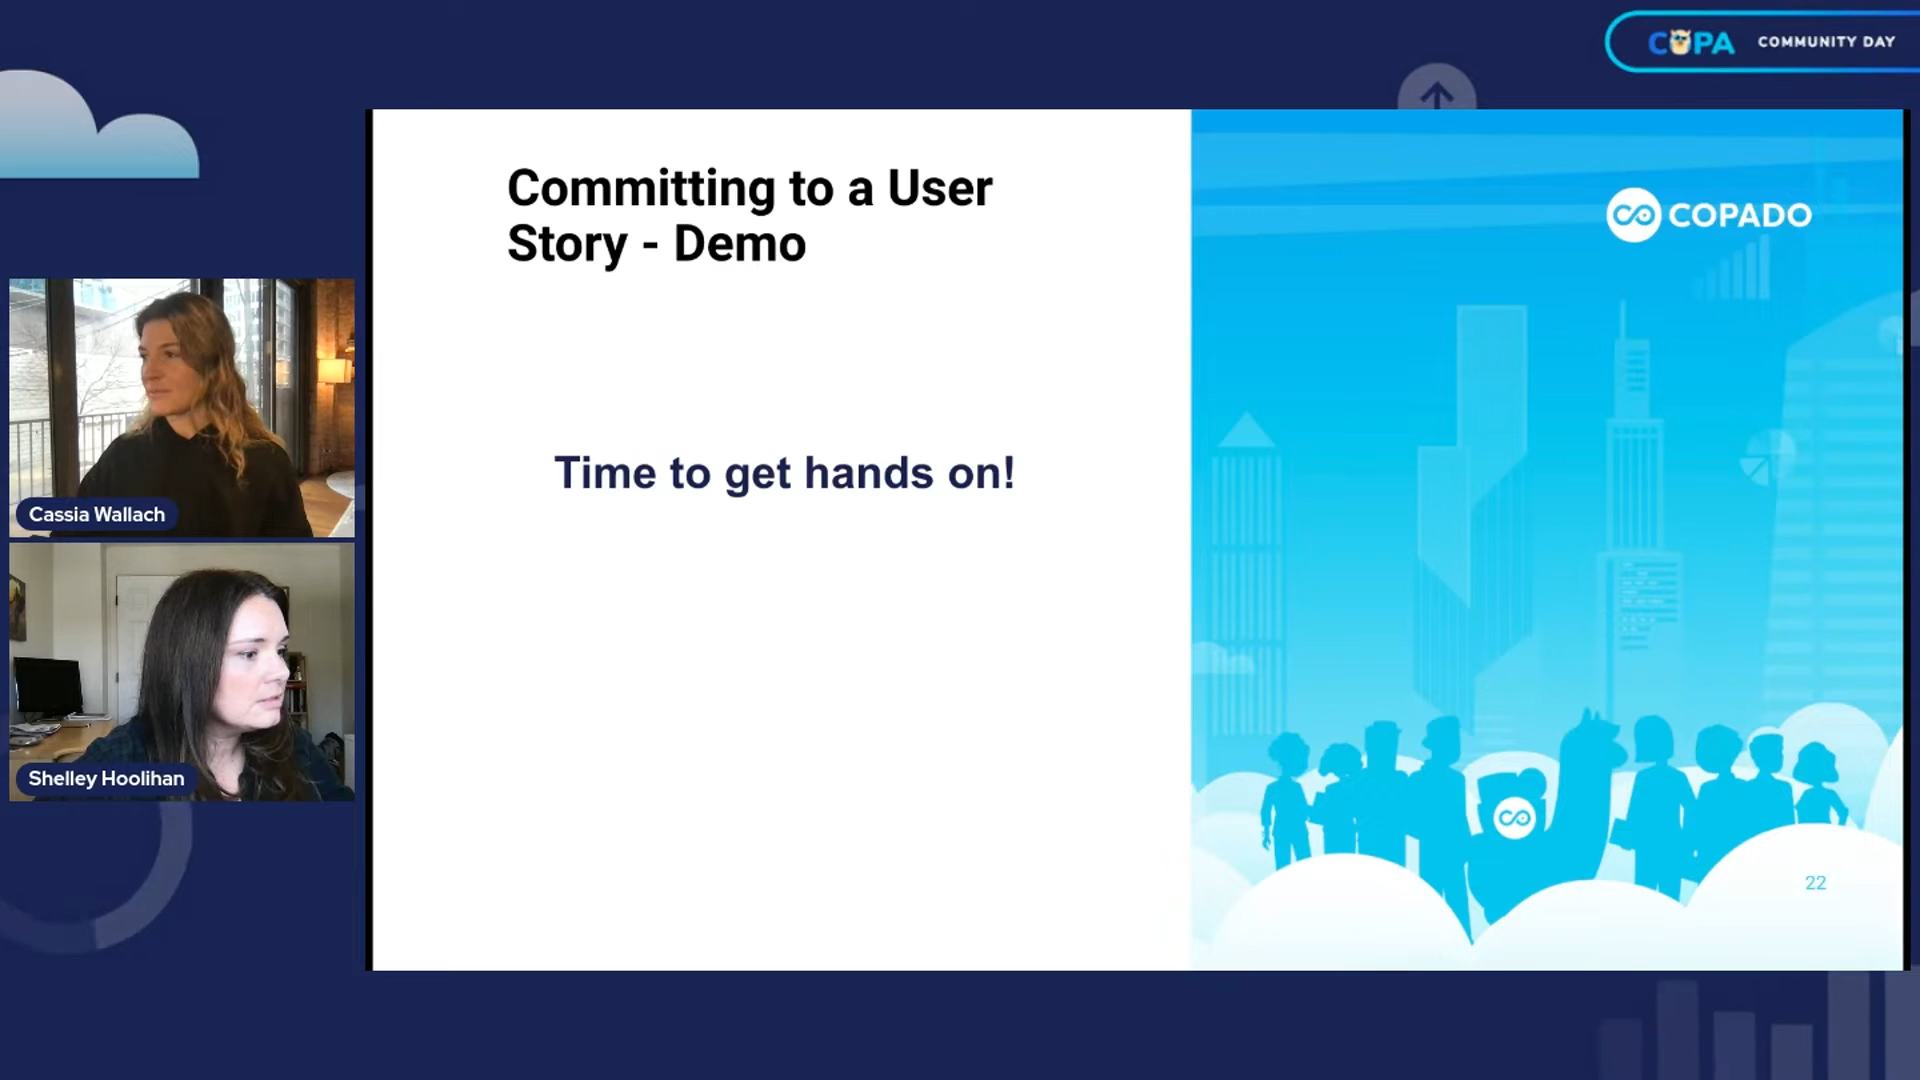 COPA COMMUNITY DAY
Committing to a User
Story - Demo
COPADO
Time to get hands on!
Cassia Wallach
Shelley Hoolihan
22